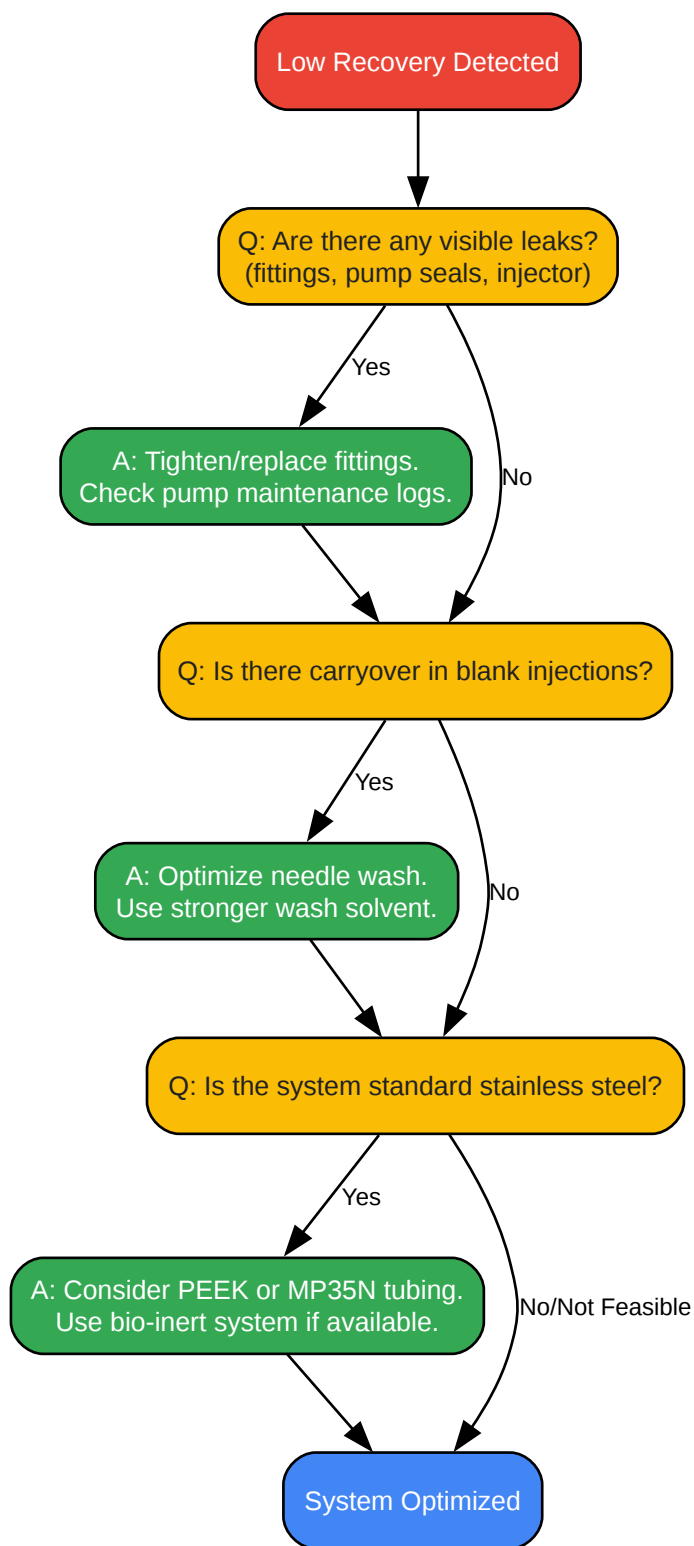 Low Recovery Detected
Q: Are there any visible leaks?
(fittings, pump seals, injector)
Yes
A: Tighten/replace fittings.
Check pump maintenance logs.
No
Q: Is there carryover in blank injections?
Yes
A: Optimize needle wash.
Use stronger wash solvent.
No
Q: Is the system standard stainless steel?
Yes
A: Consider PEEK or MP35N tubing.
Use bio-inert system if available.
No/Not Feasible
System Optimized